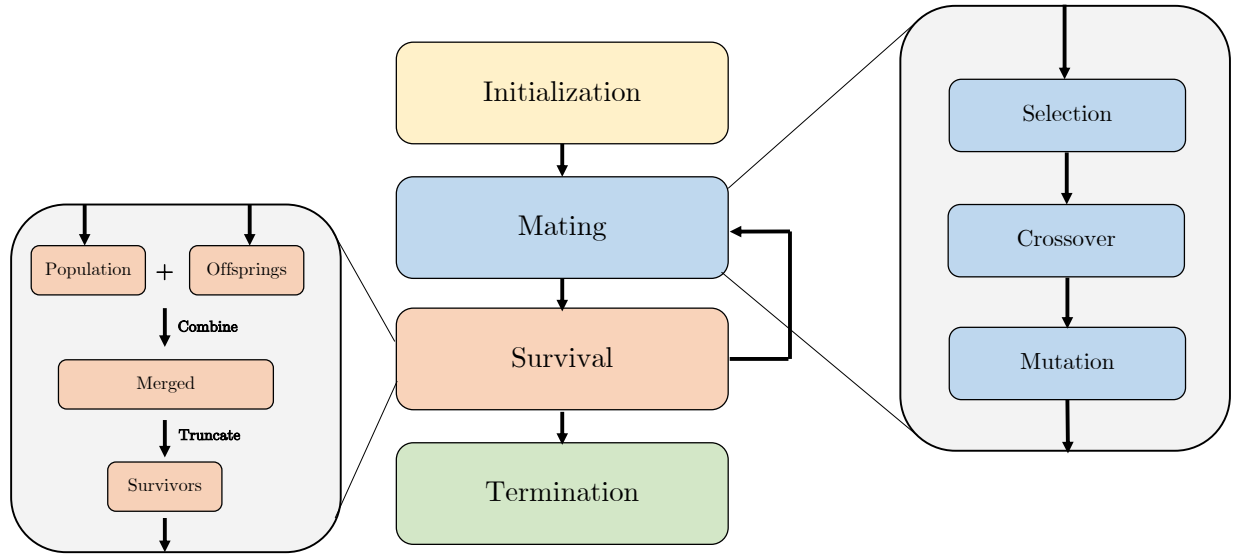 Initialization
Mating
Survival
Termination
Population + Offsprings
Combine
Merged
Truncate
Survivors
Selection
Crossover
Mutation